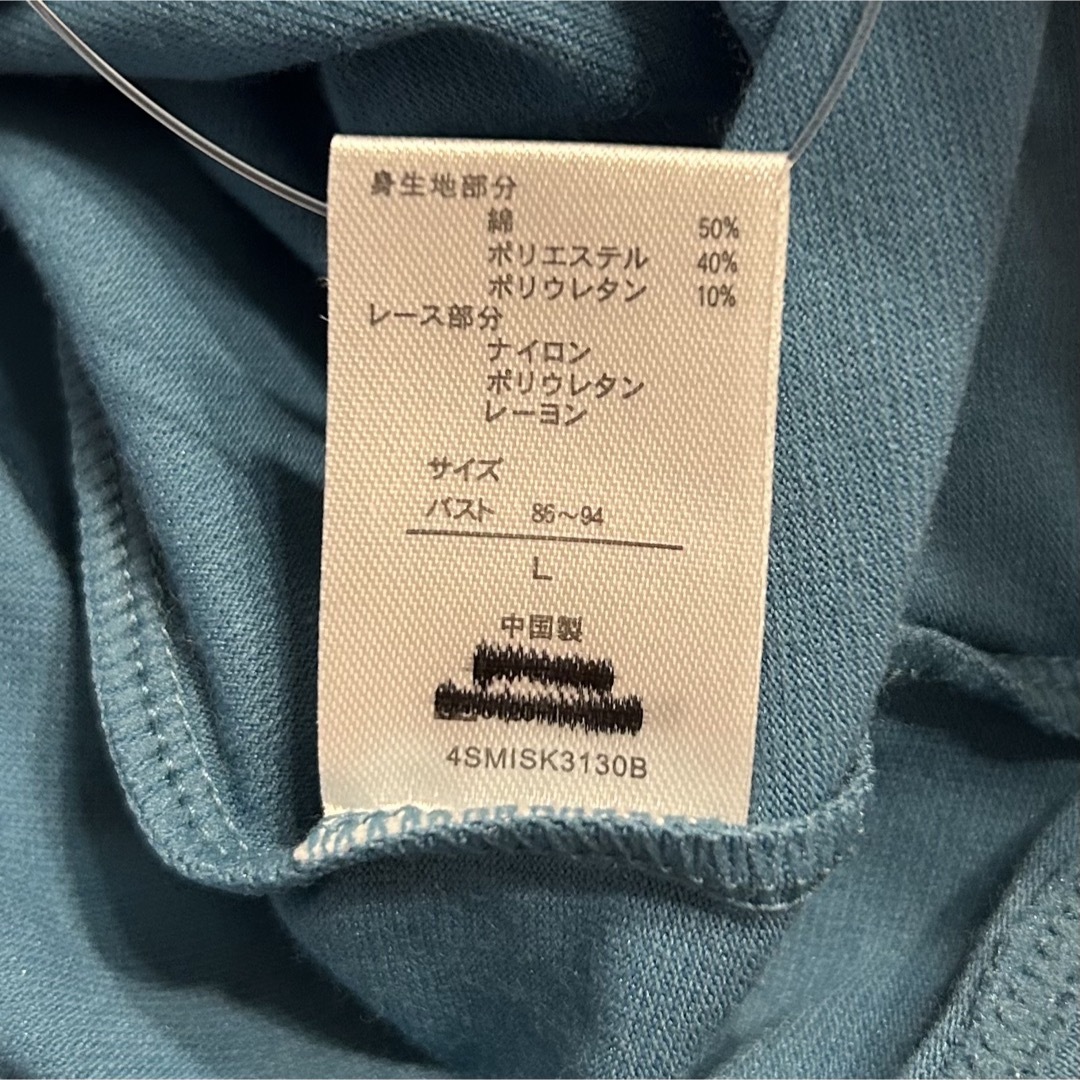 身生地部分
綿 50%
ポリエステル 40%
ポリウレタン 10%
レース部分
ナイロン
ポリウレタン
レーヨン
サイズ
バスト 86～94
L
中国製
4SMISK3130B